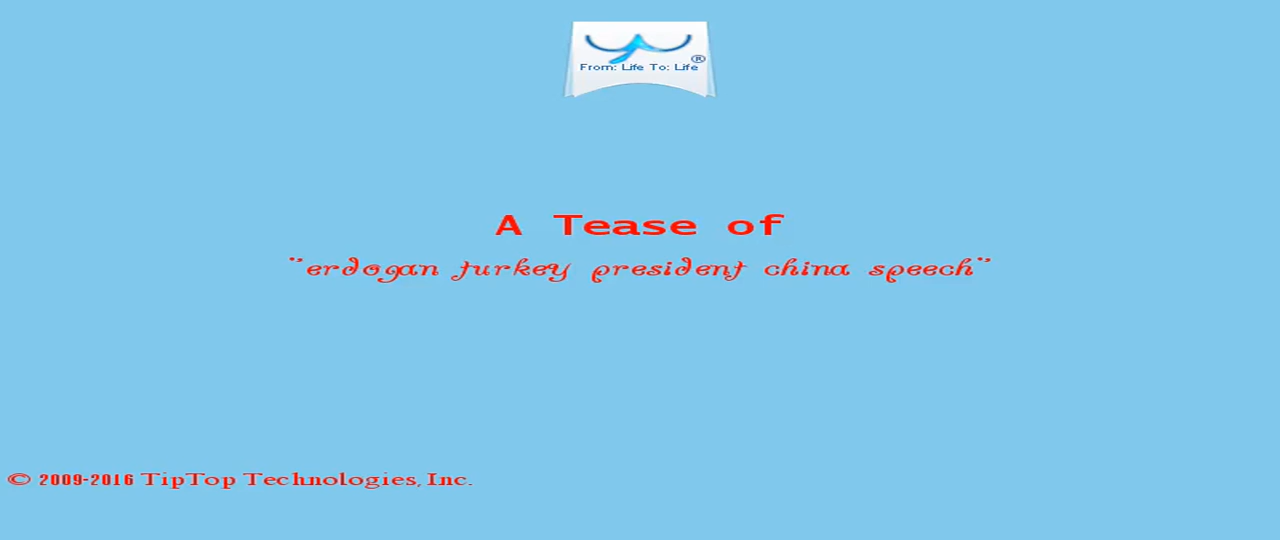 From: Life To: Life ®
A Tease of
"erdogan turkey president china speech"
© 2009-2016 TipTop Technologies, Inc.